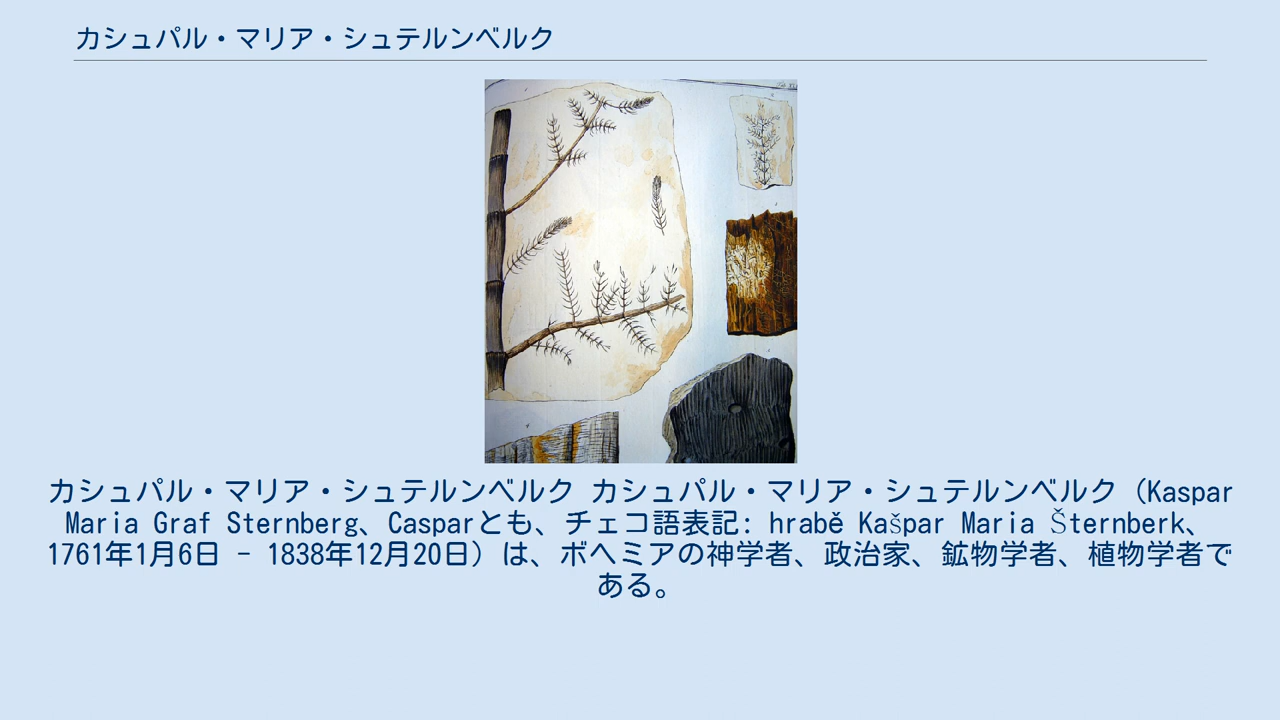 カシュパル・マリア・シュテルンベルク
カシュパル・マリア・シュテルンベルク カシュパル・マリア・シュテルンベルク（Kaspar
Maria Graf Sternberg、Casparとも、チェコ語表記: hrabě Kašpar Maria Šternberk、
1761年1月6日 - 1838年12月20日）は、ボヘミアの神学者、政治家、鉱物学者、植物学者で
ある。